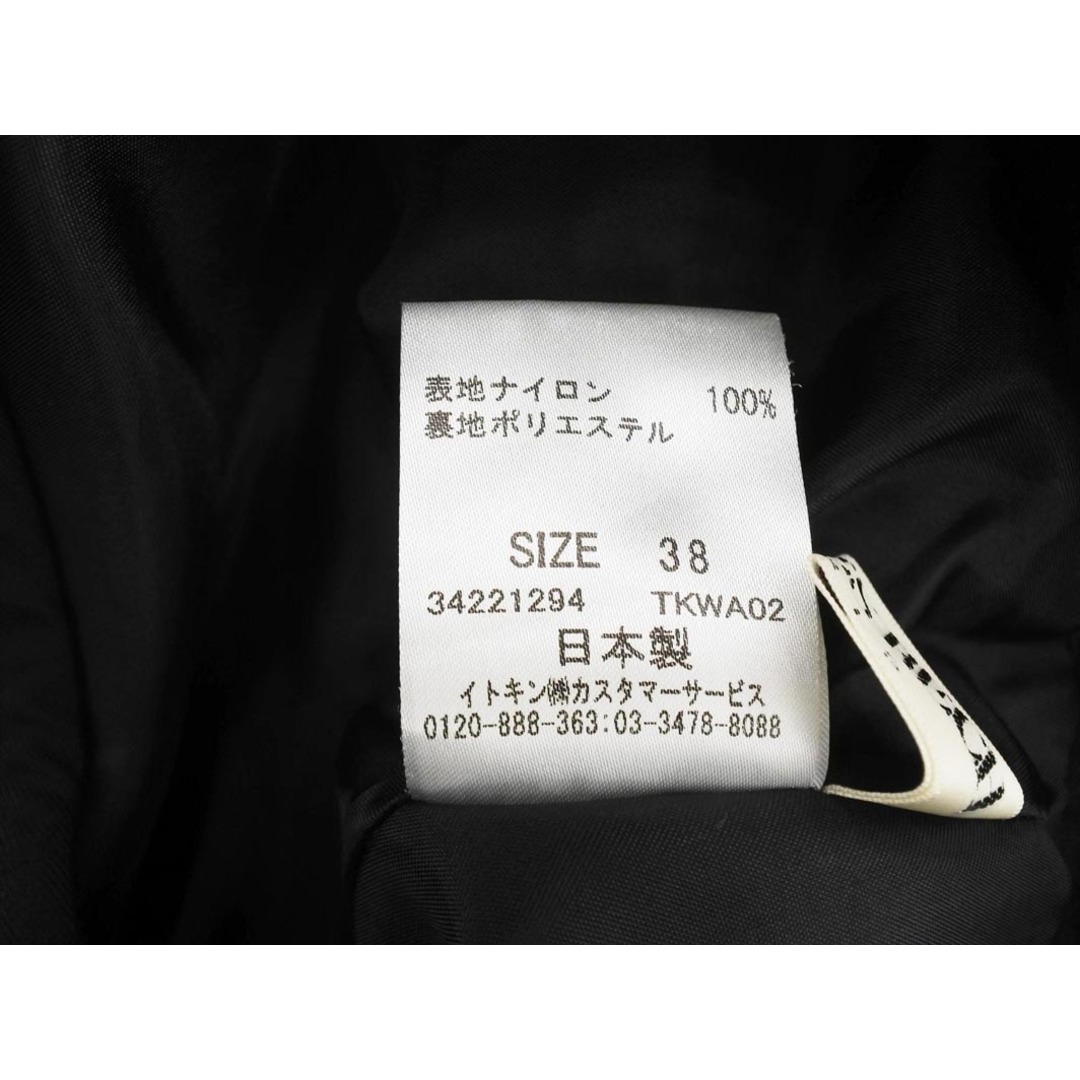 表地ナイロン 100%
裏地ポリエステル
SIZE 38
34221294 TKWA02
日本製
イトキン㈱カスタマーサービス
0120-888-363:03-3478-8088